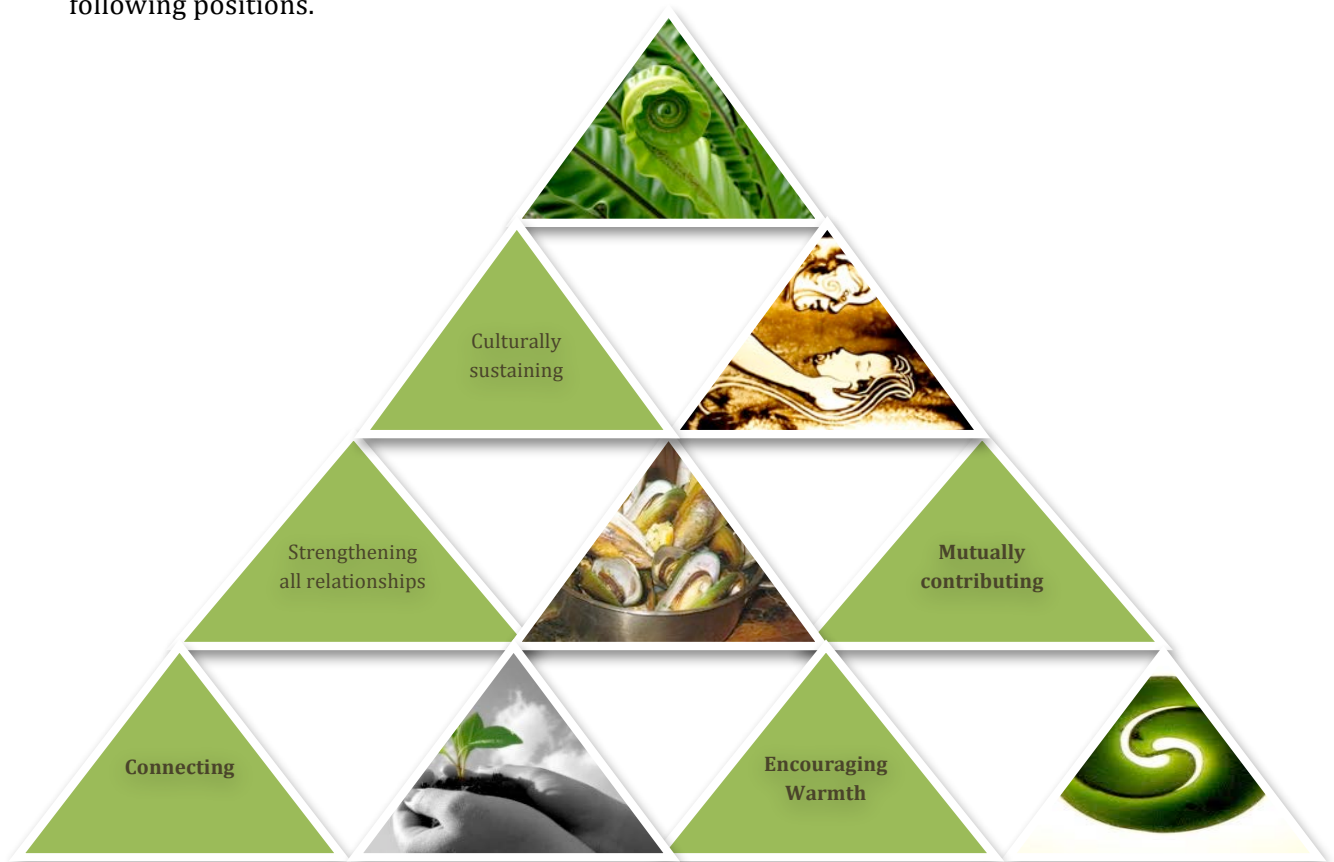 following positions.
Culturally
sustaining
Strengthening
all relationships
Mutually
contributing
Connecting
Encouraging
Warmth